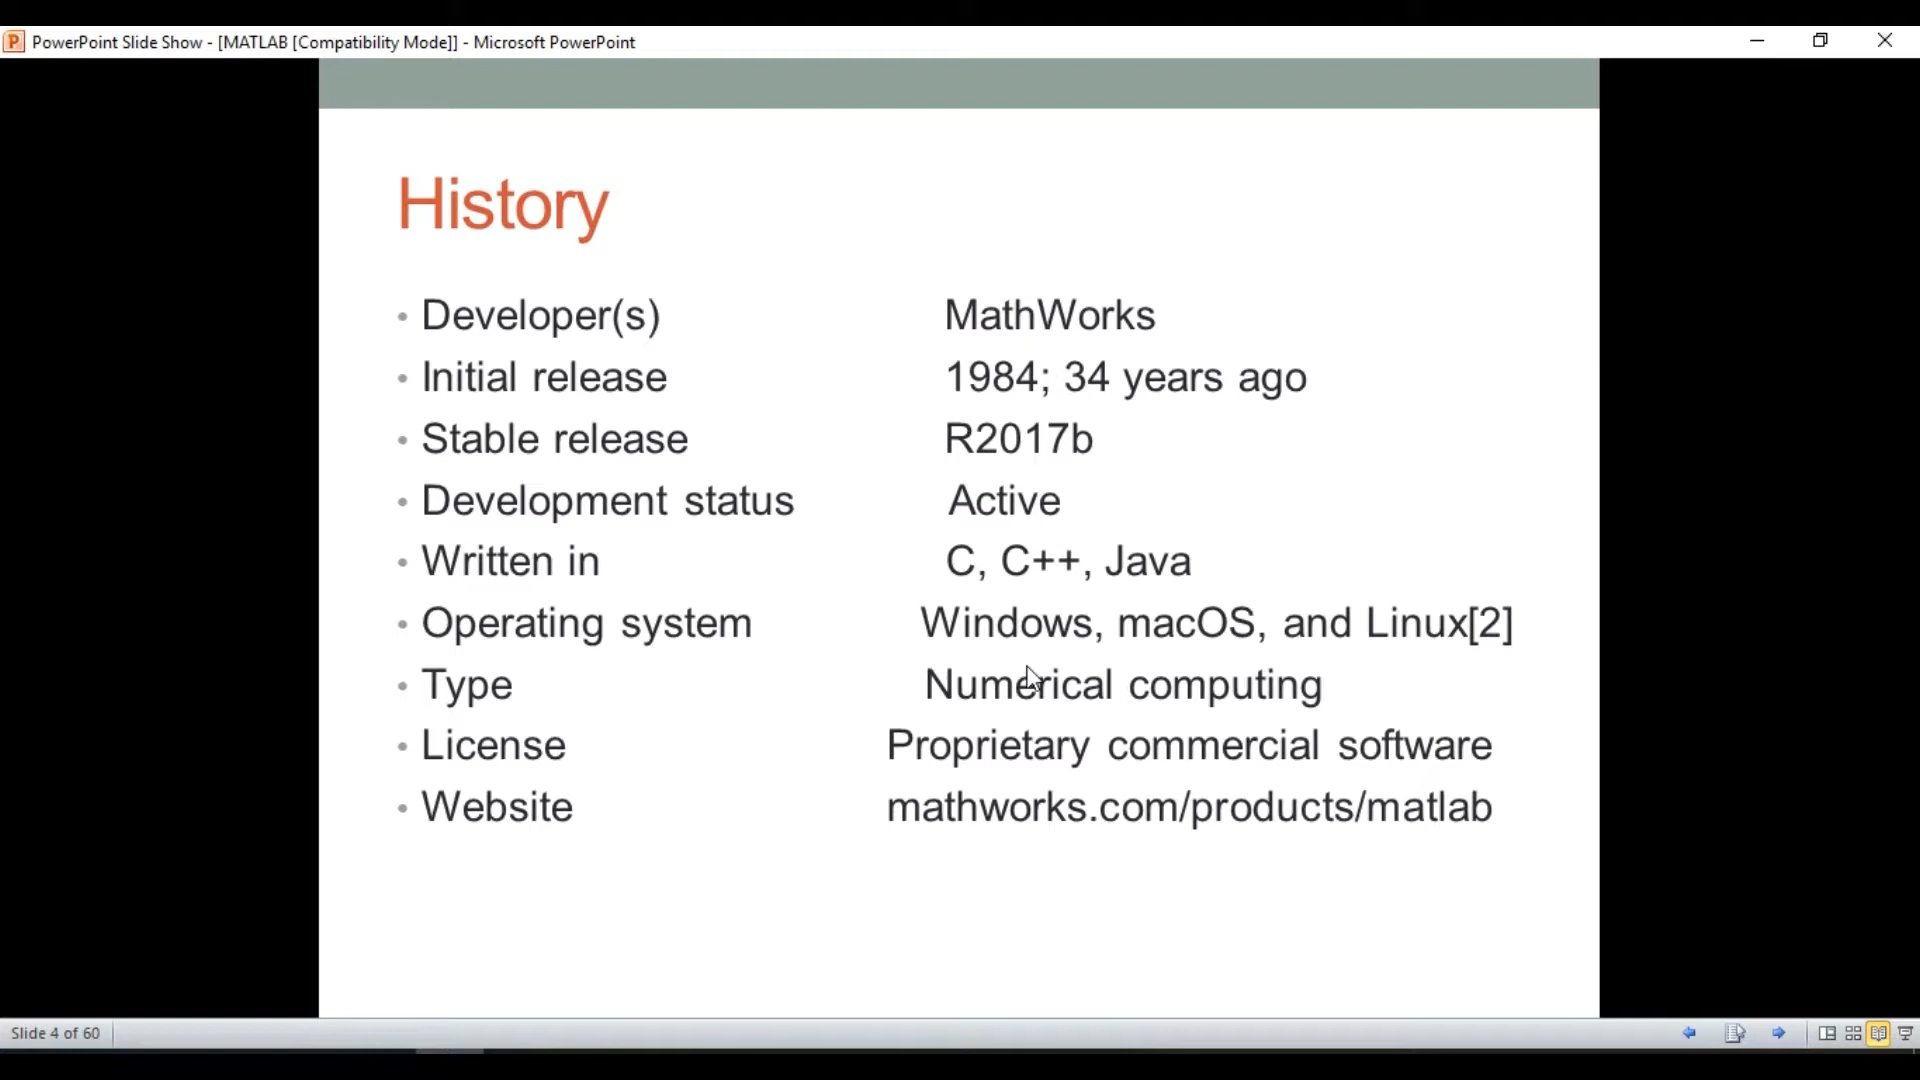 PowerPoint Slide Show - [MATLAB [Compatibility Mode]] - Microsoft PowerPoint
History
• Developer(s) MathWorks
• Initial release 1984; 34 years ago
• Stable release R2017b
• Development status Active
• Written in C, C++, Java
• Operating system Windows, macOS, and Linux[2]
• Type Numerical computing
• License Proprietary commercial software
• Website mathworks.com/products/matlab
Slide 4 of 60